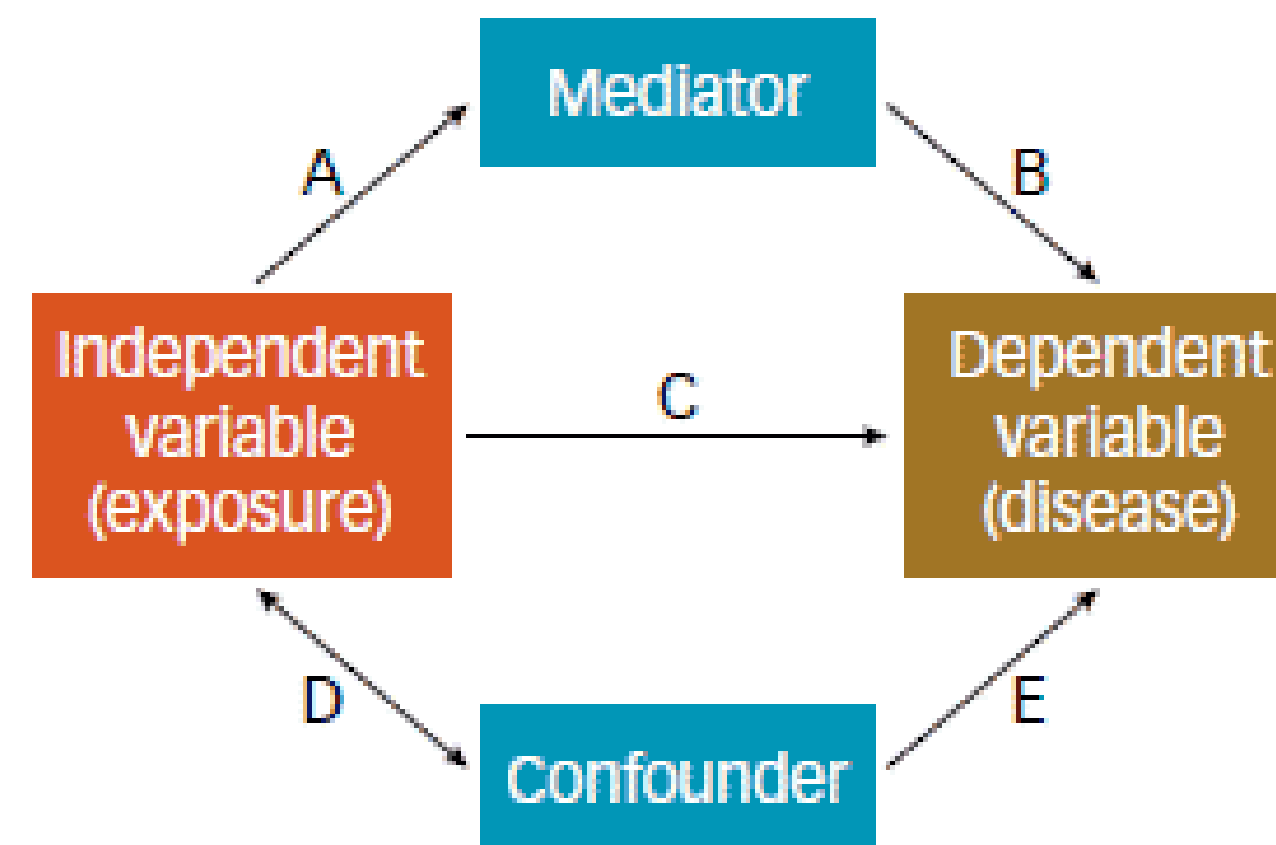 Mediator
A
B
Independent
variable
(exposure)
C
Dependent
variable
(disease)
D
E
Confounder